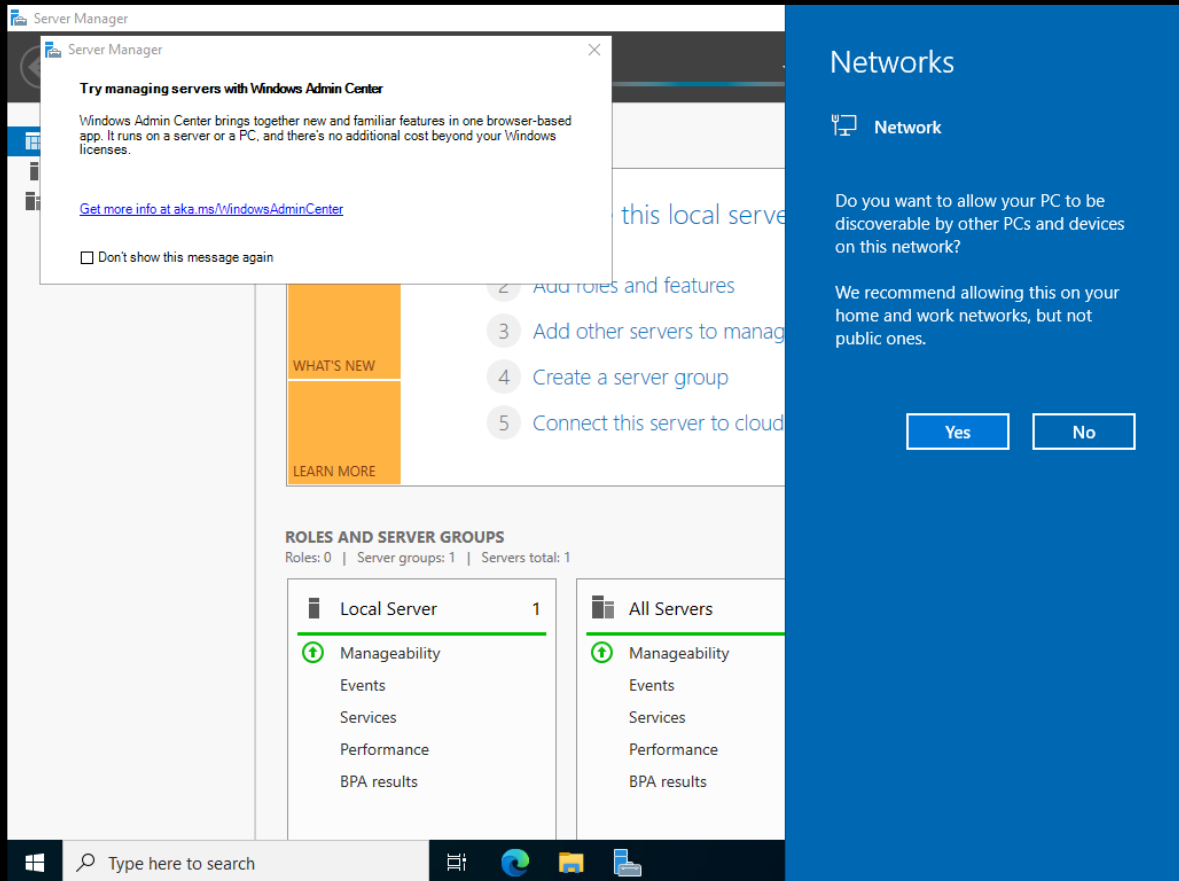 Server Manager
Server Manager
Try managing servers with Windows Admin Center
Windows Admin Center brings together new and familiar features in one browser-based
app. It runs on a server or a PC, and there's no additional cost beyond your Windows
licenses.
Get more info at aka.ms/WindowsAdminCenter
Don't show this message again
this local serve
2 Add roles and features
3 Add other servers to manag
4 Create a server group
5 Connect this server to cloud
WHAT'S NEW
LEARN MORE
ROLES AND SERVER GROUPS
Roles: 0 | Server groups: 1 | Servers total: 1
Local Server 1
Manageability
Events
Services
Performance
BPA results
All Servers
Manageability
Events
Services
Performance
BPA results
Networks
Network
Do you want to allow your PC to be
discoverable by other PCs and devices
on this network?
We recommend allowing this on your
home and work networks, but not
public ones.
Yes
No
Type here to search